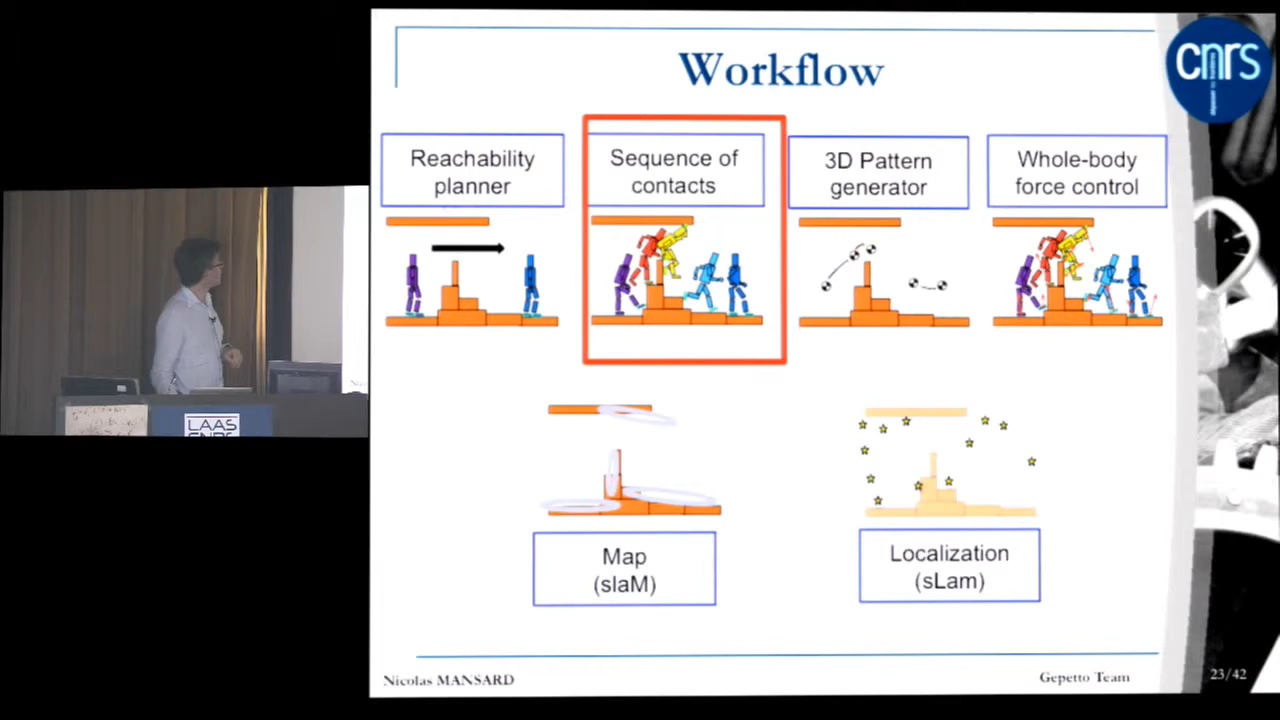 Workflow
cnrs
Reachability
planner
Sequence of
contacts
3D Pattern
generator
Whole-body
force control
LAAS
CNRS
Map
(slaM)
Localization
(sLam)
Nicolas MANSARD
Gepetto Team
23/42